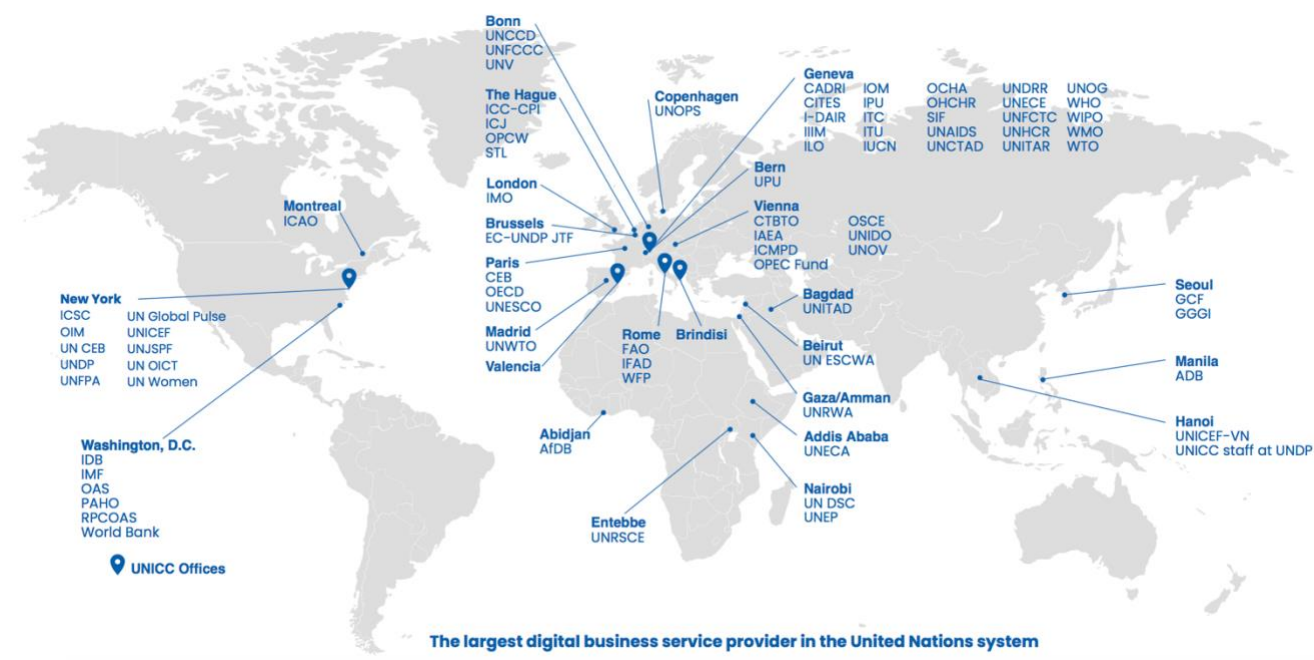 Bonn
UNCCD
UNFCCC
UNV
The Hague
ICC-CPI
ICJ
OPCW
STL
London
IMO
Brussels
EC-UNDP JTF
Paris
CEB
OECD
UNESCO
Madrid
UNWTO
Valencia
Copenhagen
UNOPS
Geneva
CADRI IOM OCHA UNDRR UNOG
CITES IPU OHCHR UNECE WHO
I-DAIR ITC SIF UNFCTC WIPO
IIIM ITU UNAIDS UNHCR WMO
ILO IUCN UNCTAD UNITAR WTO
Bern
UPU
Vienna
CTBTO OSCE
IAEA UNIDO
ICMPD UNOV
OPEC Fund
Montreal
ICAO
New York
ICSC UN Global Pulse
OIM UNICEF
UN CEB UNJSPF
UNDP UN OICT
UNFPA UN Women
Washington, D.C.
IDB
IMF
OAS
PAHO
RPCOAS
World Bank
UNICC Offices
Rome
FAO
IFAD
WFP
Brindisi
Bagdad
UNITAD
Beirut
UN ESCWA
Gaza/Amman
UNRWA
Addis Ababa
UNECA
Nairobi
UN DSC
UNEP
Abidjan
AfDB
Entebbe
UNRSCE
Seoul
GCF
GGGI
Manila
ADB
Hanoi
UNICEF-VN
UNICC staff at UNDP
The largest digital business service provider in the United Nations system